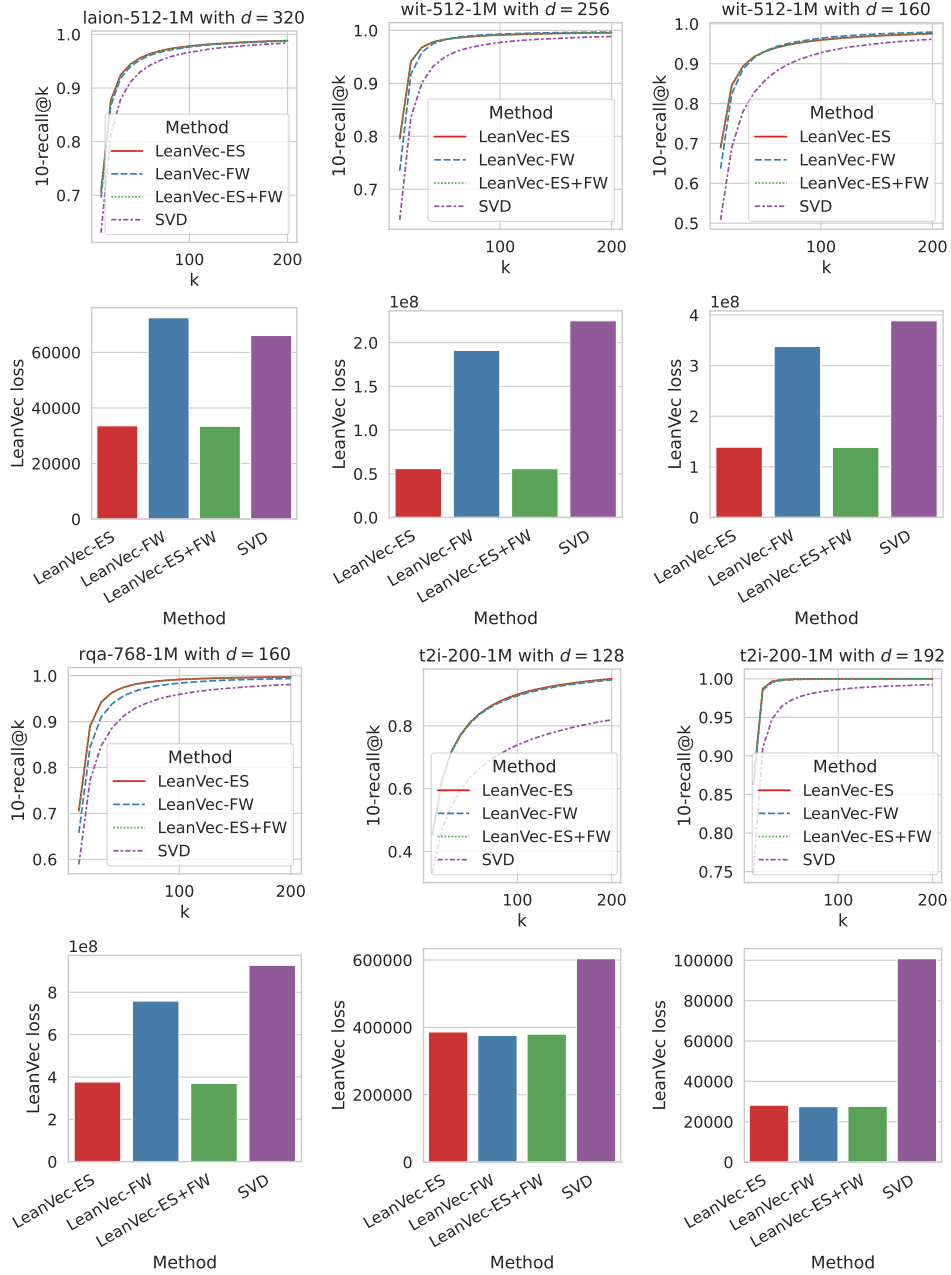 laion-512-1M with d = 320
1.0
0.9
0.8
0.7
10-recall@k
Method
LeanVec-ES
LeanVec-FW
LeanVec-ES+FW
SVD
100
200
k
wit-512-1M with d = 256
1.0
0.9
0.8
0.7
10-recall@k
Method
LeanVec-ES
LeanVec-FW
LeanVec-ES+FW
SVD
100
200
k
wit-512-1M with d = 160
1.0
0.9
0.8
0.7
0.6
0.5
10-recall@k
Method
LeanVec-ES
LeanVec-FW
LeanVec-ES+FW
SVD
100
200
k
60000
40000
20000
0
LeanVec loss
LeanVec-ES
LeanVec-FW
LeanVec-ES+FW
SVD
Method
1e8
2.0
1.5
1.0
0.5
0.0
LeanVec loss
LeanVec-ES
LeanVec-FW
LeanVec-ES+FW
SVD
Method
1e8
4
3
2
1
0
LeanVec loss
LeanVec-ES
LeanVec-FW
LeanVec-ES+FW
SVD
Method
rqa-768-1M with d = 160
1.0
0.9
0.8
0.7
0.6
10-recall@k
Method
LeanVec-ES
LeanVec-FW
LeanVec-ES+FW
SVD
100
200
k
t2i-200-1M with d = 128
0.8
0.6
0.4
10-recall@k
Method
LeanVec-ES
LeanVec-FW
LeanVec-ES+FW
SVD
100
200
k
t2i-200-1M with d = 192
1.00
0.95
0.90
0.85
0.80
0.75
10-recall@k
Method
LeanVec-ES
LeanVec-FW
LeanVec-ES+FW
SVD
100
200
k
1e8
8
6
4
2
0
LeanVec loss
LeanVec-ES
LeanVec-FW
LeanVec-ES+FW
SVD
Method
600000
400000
200000
0
LeanVec loss
LeanVec-ES
LeanVec-FW
LeanVec-ES+FW
SVD
Method
100000
80000
60000
40000
20000
0
LeanVec loss
LeanVec-ES
LeanVec-FW
LeanVec-ES+FW
SVD
Method